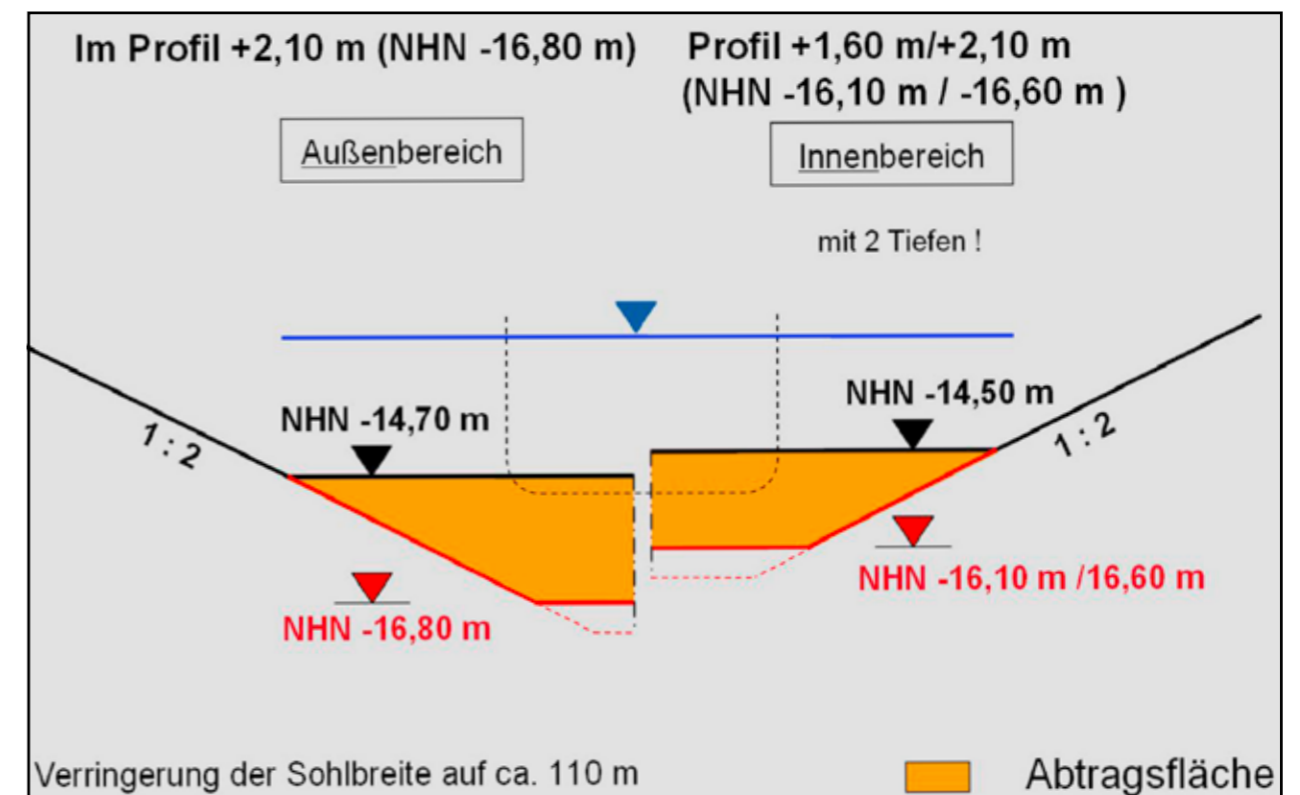 Im Profil +2,10 m (NHN -16,80 m)
Profil +1,60 m/+2,10 m
(NHN -16,10 m / -16,60 m )
Außenbereich
Innenbereich
mit 2 Tiefen !
NHN -14,70 m
NHN -14,50 m
1 : 2
1 : 2
NHN -16,80 m
NHN -16,10 m /16,60 m
Verringerung der Sohlbreite auf ca. 110 m
Abtragsfläche